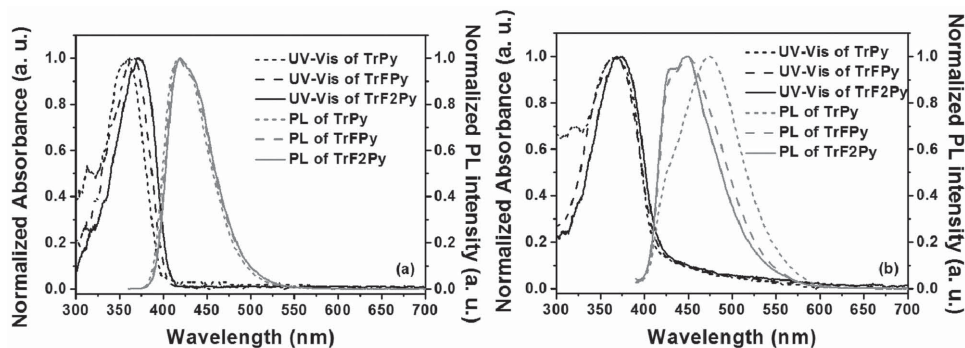 Normalized Absorbance (a. u.)
1.0
0.8
0.6
0.4
0.2
0.0
UV-Vis of TrPy
UV-Vis of TrFPy
UV-Vis of TrF2Py
PL of TrPy
PL of TrFPy
PL of TrF2Py
(a)
1.0
0.8
0.6
0.4
0.2
0.0
Normalized PL intensity (a. u.)
300 350 400 450 500 550 600 650 700
Wavelength (nm)
Normalized Absorbance (a. u.)
1.0
0.8
0.6
0.4
0.2
0.0
UV-Vis of TrPy
UV-Vis of TrFPy
UV-Vis of TrF2Py
PL of TrPy
PL of TrFPy
PL of TrF2Py
(b)
1.0
0.8
0.6
0.4
0.2
0.0
Normalized PL intensity (a. u.)
300 350 400 450 500 550 600 650 700
Wavelength (nm)